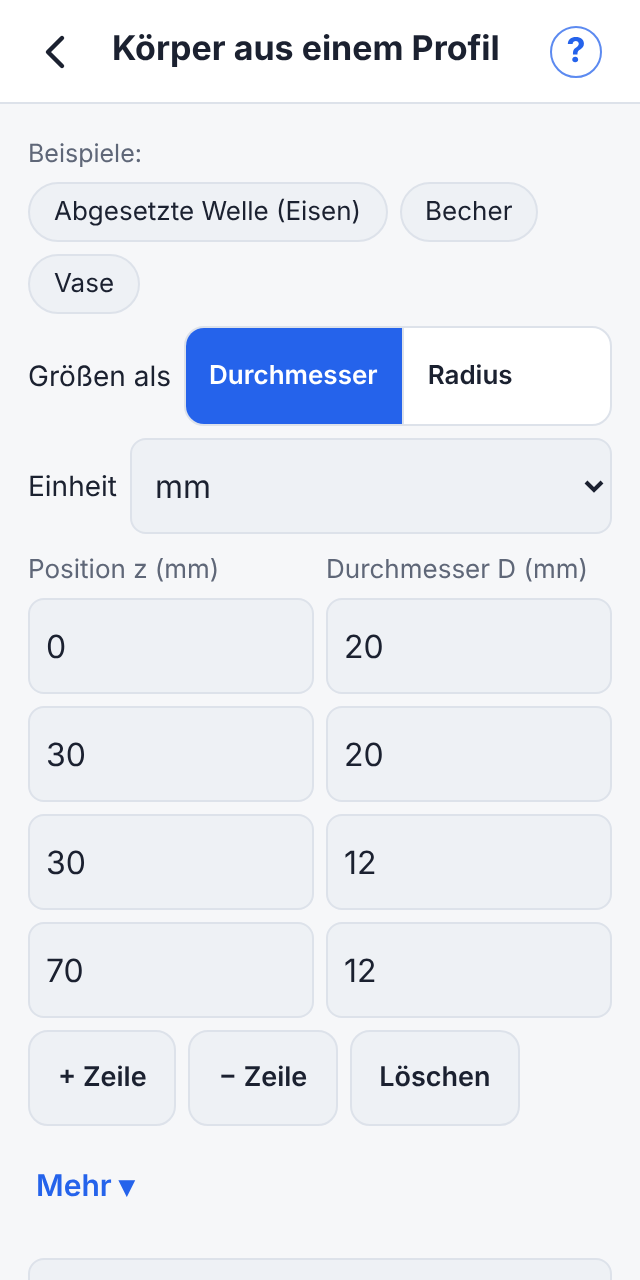 Körper aus einem Profil ?
Beispiele:
Abgesetzte Welle (Eisen) Becher
Vase
Größen als Durchmesser Radius
Einheit mm
Position z (mm) Durchmesser D (mm)
0 20
30 20
30 12
70 12
+ Zeile − Zeile Löschen
Mehr ▾